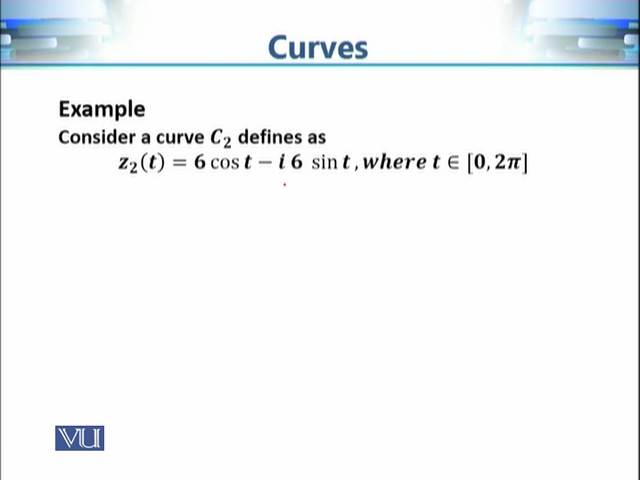 Curves
Example
Consider a curve 𝑪₂ defines as
𝒛₂(𝒕) = 𝟔 cos 𝒕 − 𝒊 𝟔 sin 𝒕 , 𝒘𝒉𝒆𝒓𝒆 𝒕 ∈ [𝟎, 𝟐𝝅]
VU